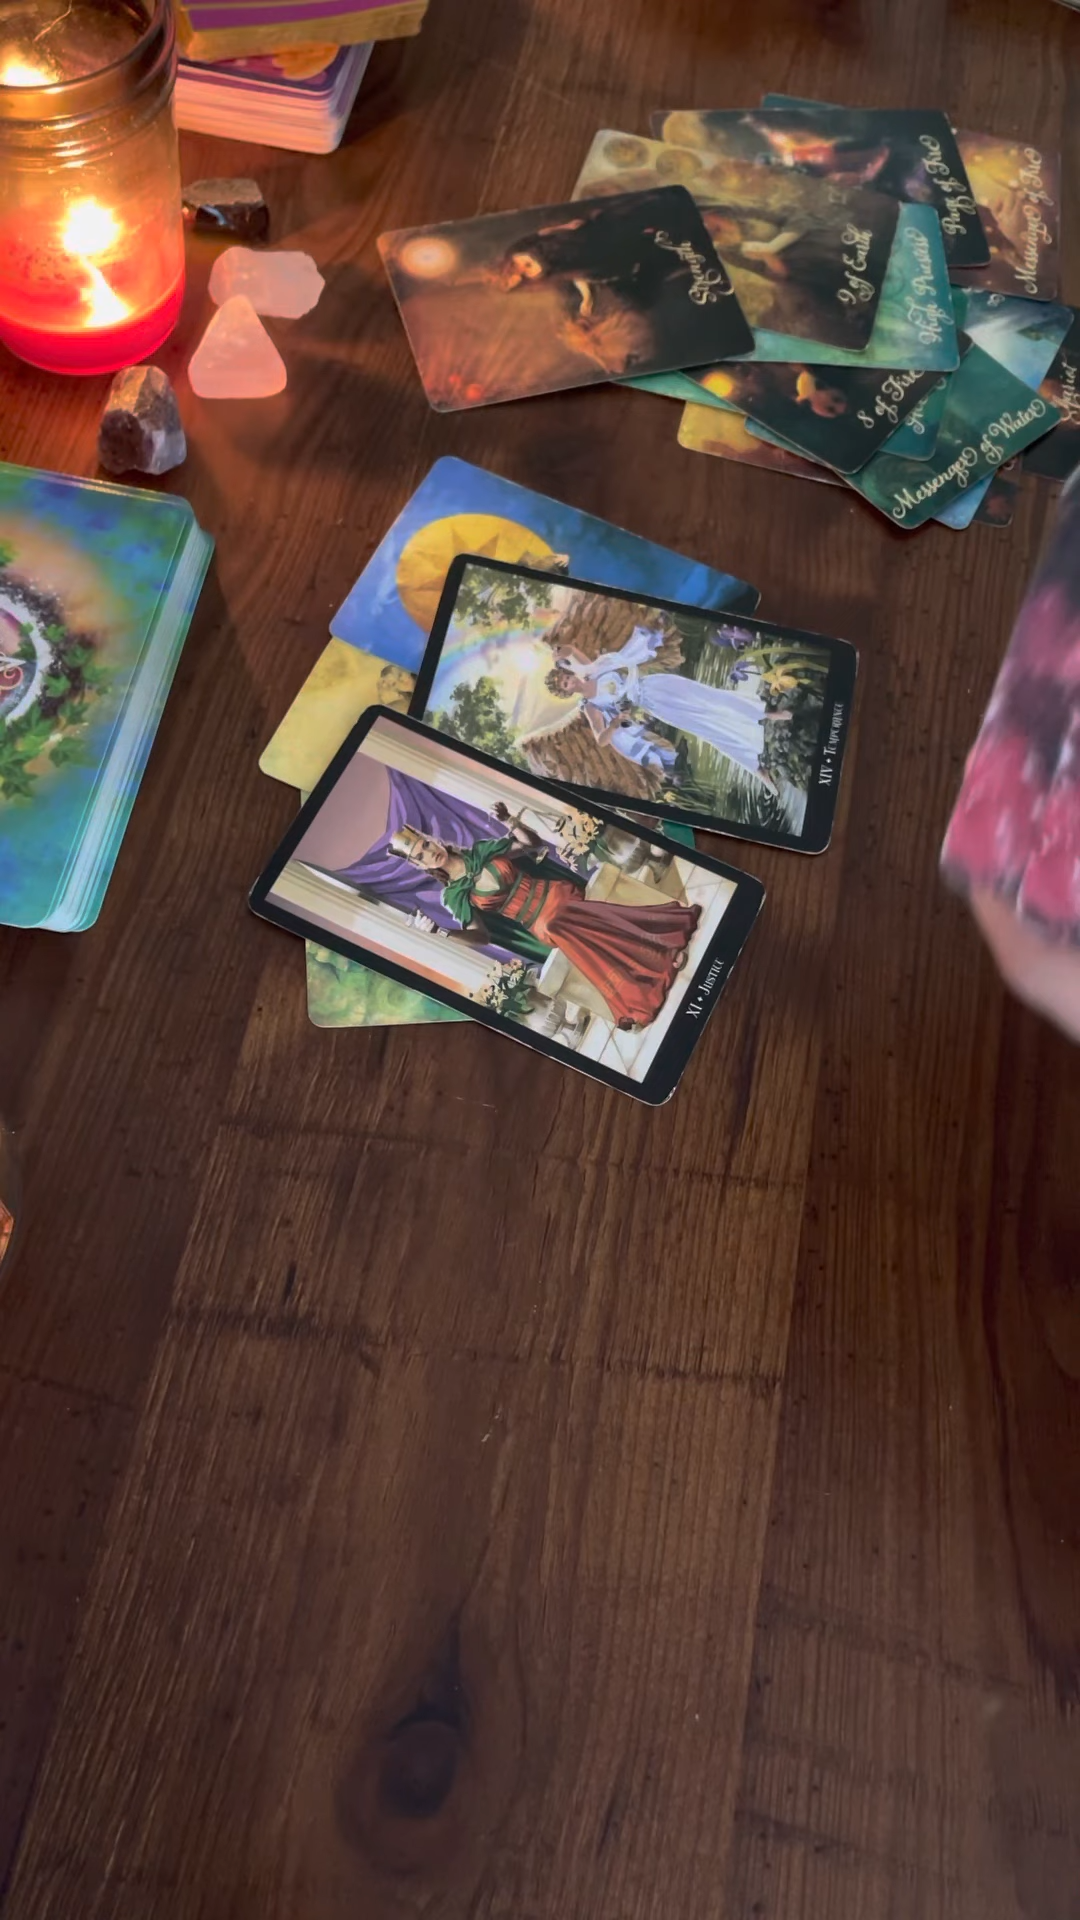 Page of Fire
Messenger of Fire
Strength
9 of Earth
High Priestess
8 of Fire
Messenger of Water
XIV • Temperance
XI • Justice